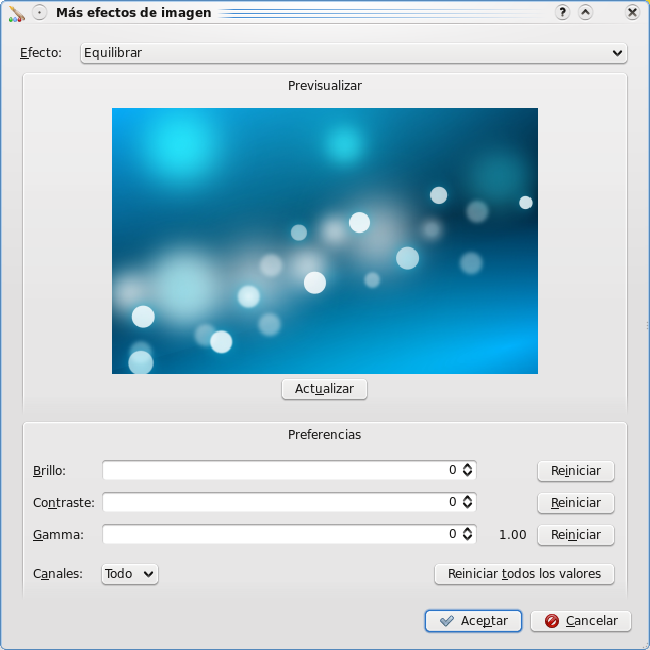 Más efectos de imagen
Efecto: Equilibrar
Previsualizar
Actualizar
Preferencias
Brillo: 0 Reiniciar
Contraste: 0 Reiniciar
Gamma: 0 1.00 Reiniciar
Canales: Todo Reiniciar todos los valores
Aceptar Cancelar